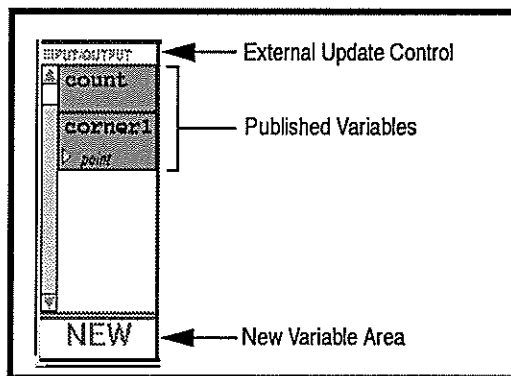 INPUT/OUTPUT
External Update Control
count
Published Variables
corner1
point
NEW
New Variable Area